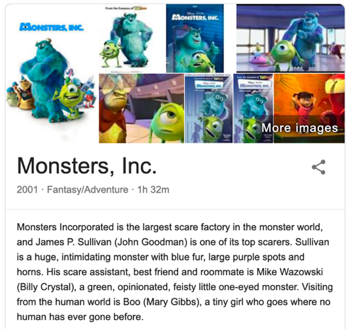 MONSTERS, INC.
MONSTERS, INC.
More images
Monsters, Inc.
2001 · Fantasy/Adventure · 1h 32m
Monsters Incorporated is the largest scare factory in the monster world,
and James P. Sullivan (John Goodman) is one of its top scarers. Sullivan
is a huge, intimidating monster with blue fur, large purple spots and
horns. His scare assistant, best friend and roommate is Mike Wazowski
(Billy Crystal), a green, opinionated, feisty little one-eyed monster. Visiting
from the human world is Boo (Mary Gibbs), a tiny girl who goes where no
human has ever gone before.